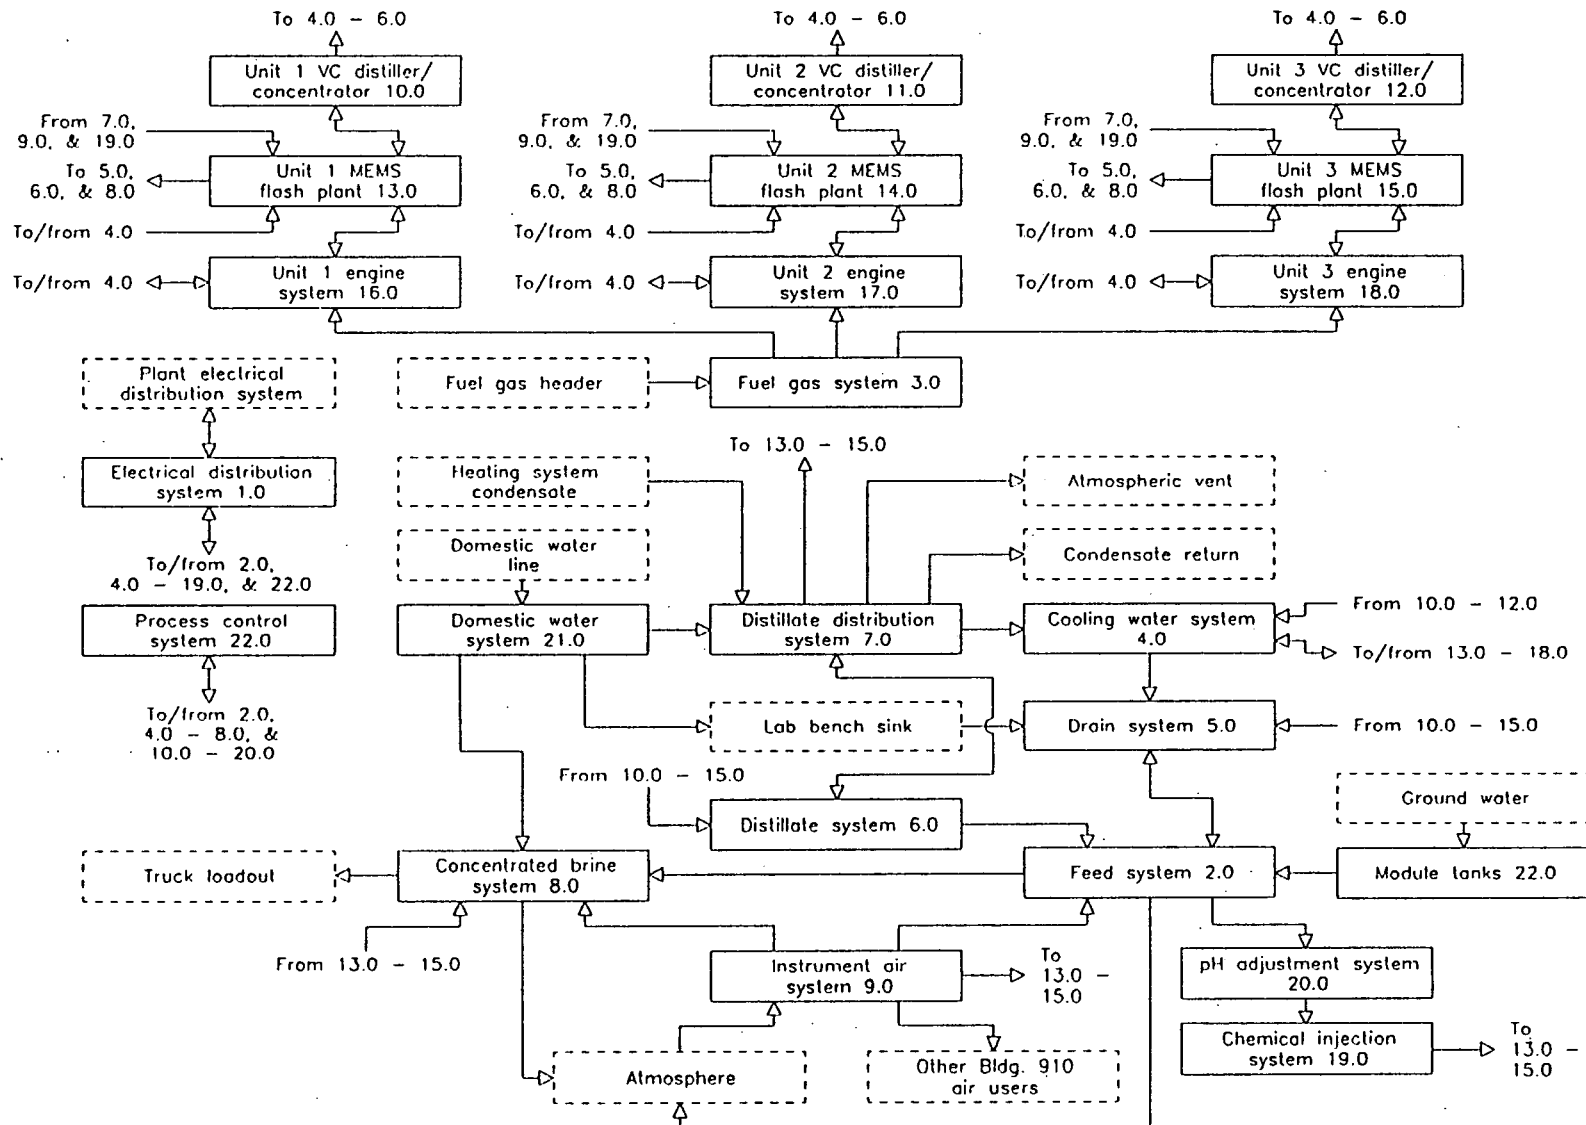 To 4.0 – 6.0
To 4.0 – 6.0
To 4.0 – 6.0
Unit 1 VC distiller/
concentrator 10.0
Unit 2 VC distiller/
concentrator 11.0
Unit 3 VC distiller/
concentrator 12.0
From 7.0,
9.0, & 19.0
From 7.0,
9.0, & 19.0
From 7.0,
9.0, & 19.0
To 5.0,
6.0, & 8.0
Unit 1 MEMS
flash plant 13.0
To 5.0,
6.0, & 8.0
Unit 2 MEMS
flash plant 14.0
To 5.0,
6.0, & 8.0
Unit 3 MEMS
flash plant 15.0
To/from 4.0
To/from 4.0
To/from 4.0
To/from 4.0
Unit 1 engine
system 16.0
To/from 4.0
Unit 2 engine
system 17.0
To/from 4.0
Unit 3 engine
system 18.0
Plant electrical
distribution system
Fuel gas header
Fuel gas system 3.0
To 13.0 – 15.0
Electrical distribution
system 1.0
Heating system
condensate
Atmospheric vent
Domestic water
line
Condensate return
To/from 2.0,
4.0 – 19.0, & 22.0
Process control
system 22.0
Domestic water
system 21.0
Distillate distribution
system 7.0
Cooling water system
4.0
From 10.0 – 12.0
To/from 13.0 – 18.0
To/from 2.0,
4.0 – 8.0, &
10.0 – 20.0
Lab bench sink
Drain system 5.0
From 10.0 – 15.0
From 10.0 – 15.0
Ground water
Distillate system 6.0
Truck loadout
Concentrated brine
system 8.0
Feed system 2.0
Module tanks 22.0
From 13.0 – 15.0
Instrument air
system 9.0
To
13.0 –
15.0
pH adjustment system
20.0
Chemical injection
system 19.0
To
13.0 –
15.0
Atmosphere
Other Bldg. 910
air users